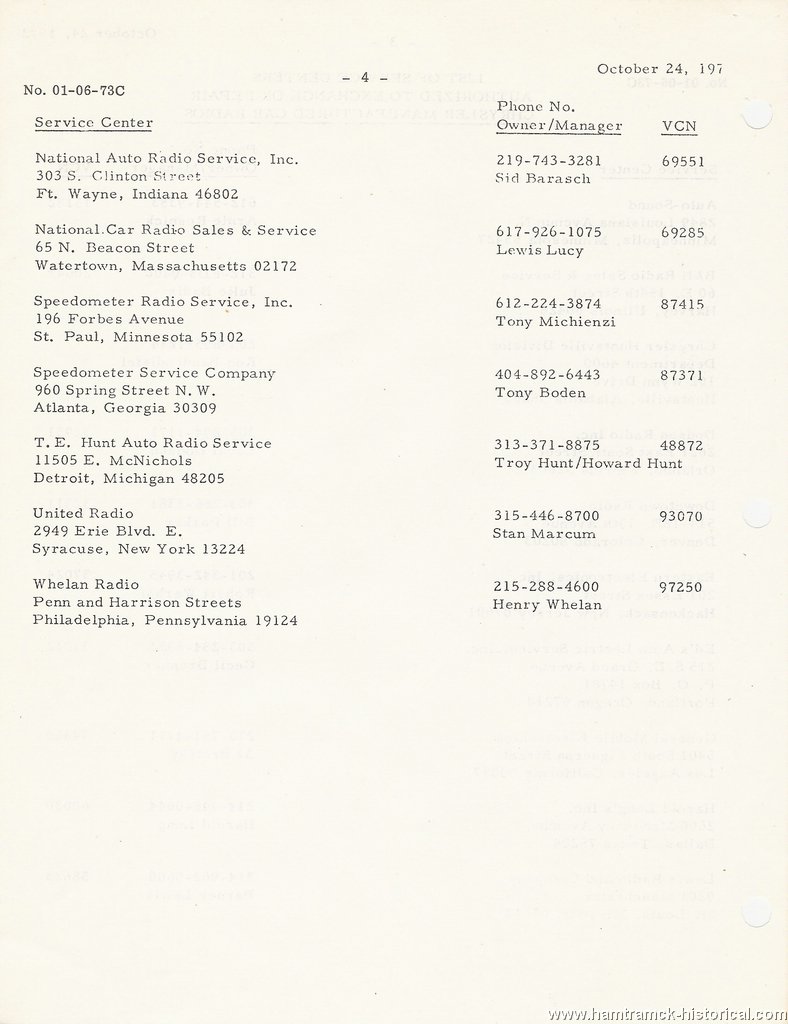 October 24, 197
- 4 -
No. 01-06-73C
Phone No.
Service Center Owner/Manager VCN
National Auto Radio Service, Inc. 219-743-3281 69551
303 S. Clinton Street Sid Barasch
Ft. Wayne, Indiana 46802
National Car Radio Sales & Service 617-926-1075 69285
65 N. Beacon Street Lewis Lucy
Watertown, Massachusetts 02172
Speedometer Radio Service, Inc. 612-224-3874 87415
196 Forbes Avenue Tony Michienzi
St. Paul, Minnesota 55102
Speedometer Service Company 404-892-6443 87371
960 Spring Street N. W. Tony Boden
Atlanta, Georgia 30309
T. E. Hunt Auto Radio Service 313-371-8875 48872
11505 E. McNichols Troy Hunt/Howard Hunt
Detroit, Michigan 48205
United Radio 315-446-8700 93070
2949 Erie Blvd. E. Stan Marcum
Syracuse, New York 13224
Whelan Radio 215-288-4600 97250
Penn and Harrison Streets Henry Whelan
Philadelphia, Pennsylvania 19124
www.hamtramck-historical.com